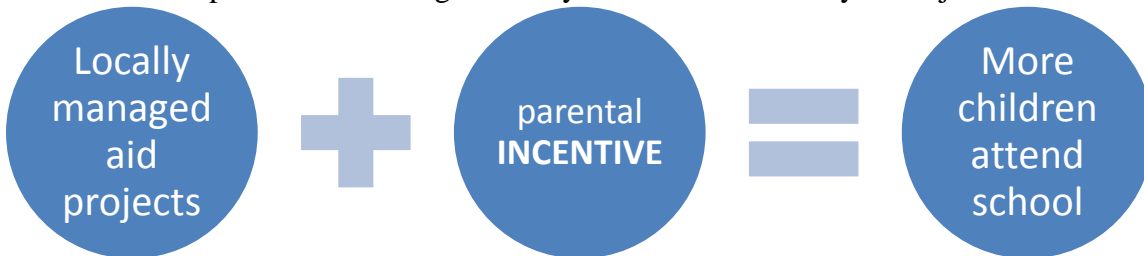 Locally
managed
aid
projects
parental
INCENTIVE
More
children
attend
school